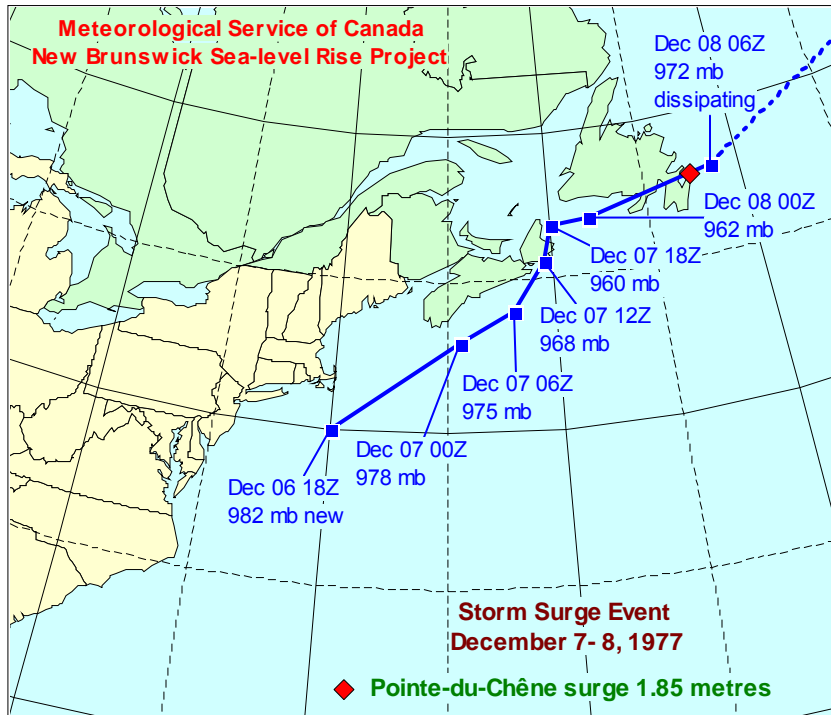 Meteorological Service of Canada
New Brunswick Sea-level Rise Project
Dec 08 06Z
972 mb
dissipating
Dec 08 00Z
962 mb
Dec 07 18Z
960 mb
Dec 07 12Z
968 mb
Dec 07 06Z
975 mb
Dec 07 00Z
978 mb
Dec 06 18Z
982 mb new
Storm Surge Event
December 7- 8, 1977
Pointe-du-Chêne surge 1.85 metres